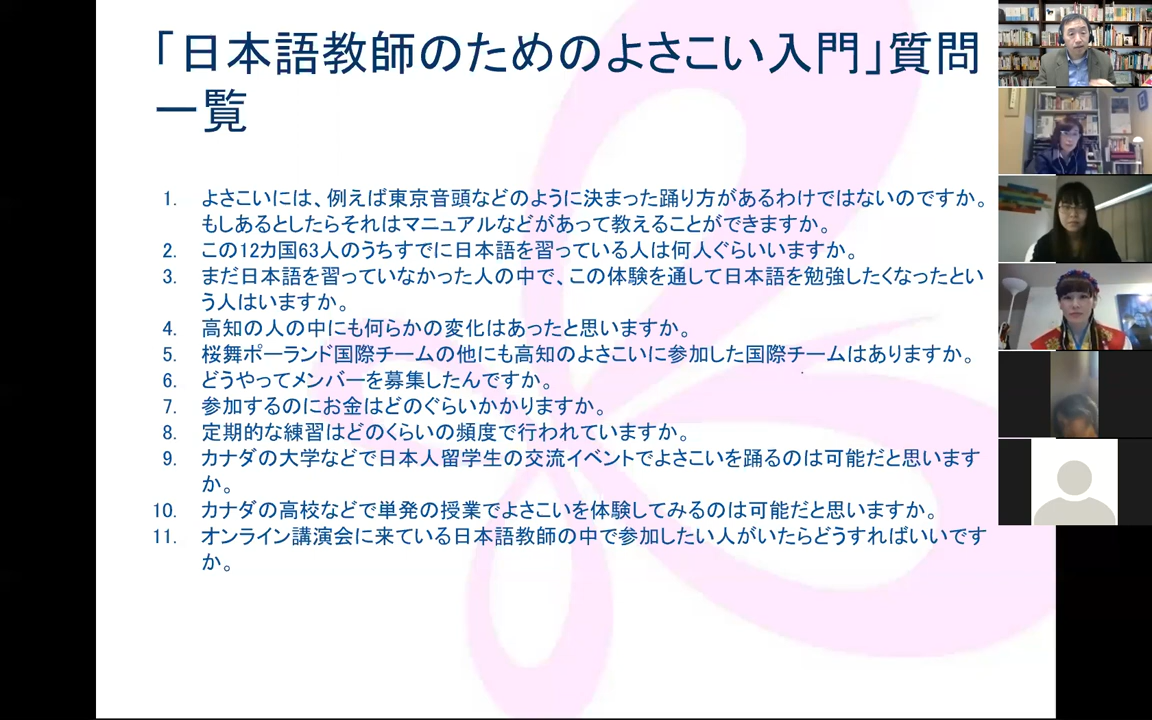 「日本語教師のためのよさこい入門」質問
一覧
1. よさこいには、例えば東京音頭などのように決まった踊り方があるわけではないのですか。
もしあるとしたらそれはマニュアルなどがあって教えることができますか。
2. この12カ国63人のうちすでに日本語を習っている人は何人ぐらいいますか。
3. まだ日本語を習っていなかった人の中で、この体験を通して日本語を勉強したくなったとい
う人はいますか。
4. 高知の人の中にも何らかの変化はあったと思いますか。
5. 桜舞ポーランド国際チームの他にも高知のよさこいに参加した国際チームはありますか。
6. どうやってメンバーを募集したんですか。
7. 参加するのにお金はどのぐらいかかりますか。
8. 定期的な練習はどのくらいの頻度で行われていますか。
9. カナダの大学などで日本人留学生の交流イベントでよさこいを踊るのは可能だと思います
か。
10. カナダの高校などで単発の授業でよさこいを体験してみるのは可能だと思いますか。
11. オンライン講演会に来ている日本語教師の中で参加したい人がいたらどうすればいいです
か。